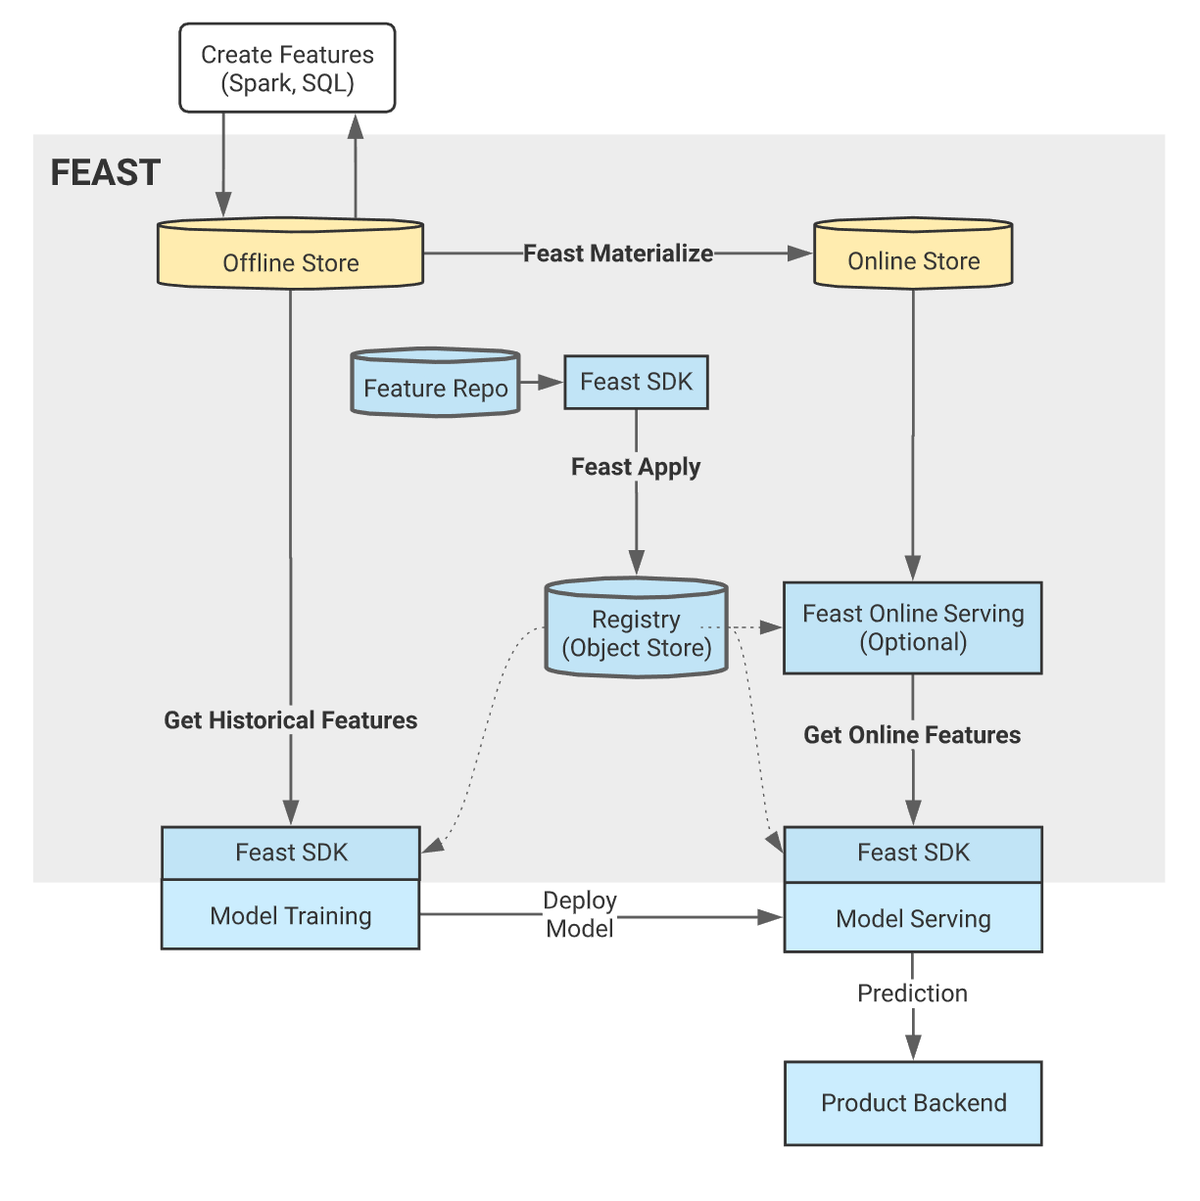 Create Features
(Spark, SQL)
FEAST
Offline Store
Feast Materialize
Online Store
Feature Repo
Feast SDK
Feast Apply
Registry
(Object Store)
Feast Online Serving
(Optional)
Get Historical Features
Get Online Features
Feast SDK
Feast SDK
Model Training
Deploy
Model
Model Serving
Prediction
Product Backend